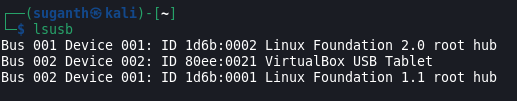 ┌──(suganth㉿kali)-[~]
└─$ lsusb
Bus 001 Device 001: ID 1d6b:0002 Linux Foundation 2.0 root hub
Bus 002 Device 002: ID 80ee:0021 VirtualBox USB Tablet
Bus 002 Device 001: ID 1d6b:0001 Linux Foundation 1.1 root hub